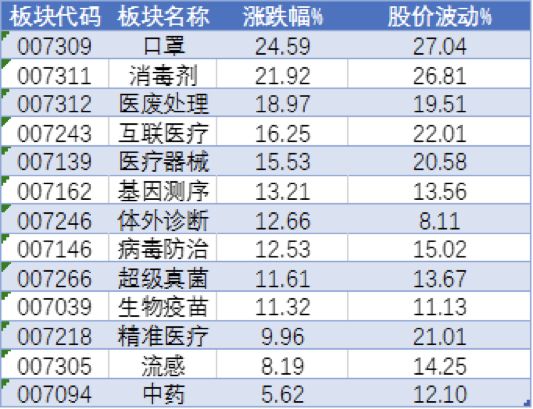 板块代码 板块名称 涨跌幅% 股价波动%
007309 口罩 24.59 27.04
007311 消毒剂 21.92 26.81
007312 医废处理 18.97 19.51
007243 互联医疗 16.25 22.01
007139 医疗器械 15.53 20.58
007162 基因测序 13.21 13.56
007246 体外诊断 12.66 8.11
007146 病毒防治 12.53 15.02
007266 超级真菌 11.61 13.67
007039 生物疫苗 11.32 11.13
007218 精准医疗 9.96 21.01
007305 流感 8.19 14.25
007094 中药 5.62 12.10